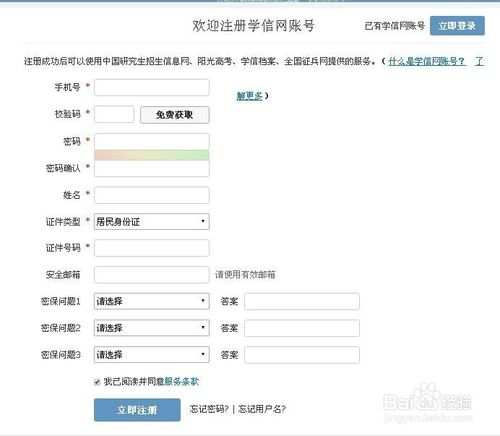 欢迎注册学信网账号
已有学信网账号 立即登录
注册成功后可以使用中国研究生招生信息网、阳光高考、学信档案、全国征兵网提供的服务。（什么是学信网账号？ 了
解更多）
手机号 *
校验码 * 免费获取
密码 *
密码确认 *
姓名 *
证件类型 * 居民身份证
证件号码 *
安全邮箱 请使用有效邮箱
密保问题1 请选择 答案
密保问题2 请选择 答案
密保问题3 请选择 答案
我已阅读并同意服务条款
立即注册 忘记密码? | 忘记用户名?
Baidu经验